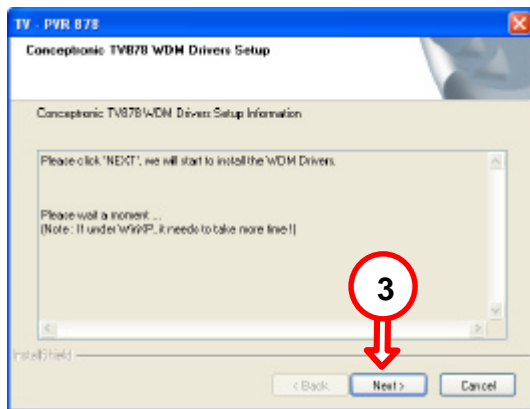 TV - PVR 878
Conceptronic TV878 WDM Drivers Setup
Conceptronic TV878 WDM Drivers Setup Information
Please click 'NEXT', we will start to install the WDM Drivers.
Please wait a moment ...
(Note : If under WinXP, it needs to take more time !)
3
InstallShield
< Back
Next >
Cancel